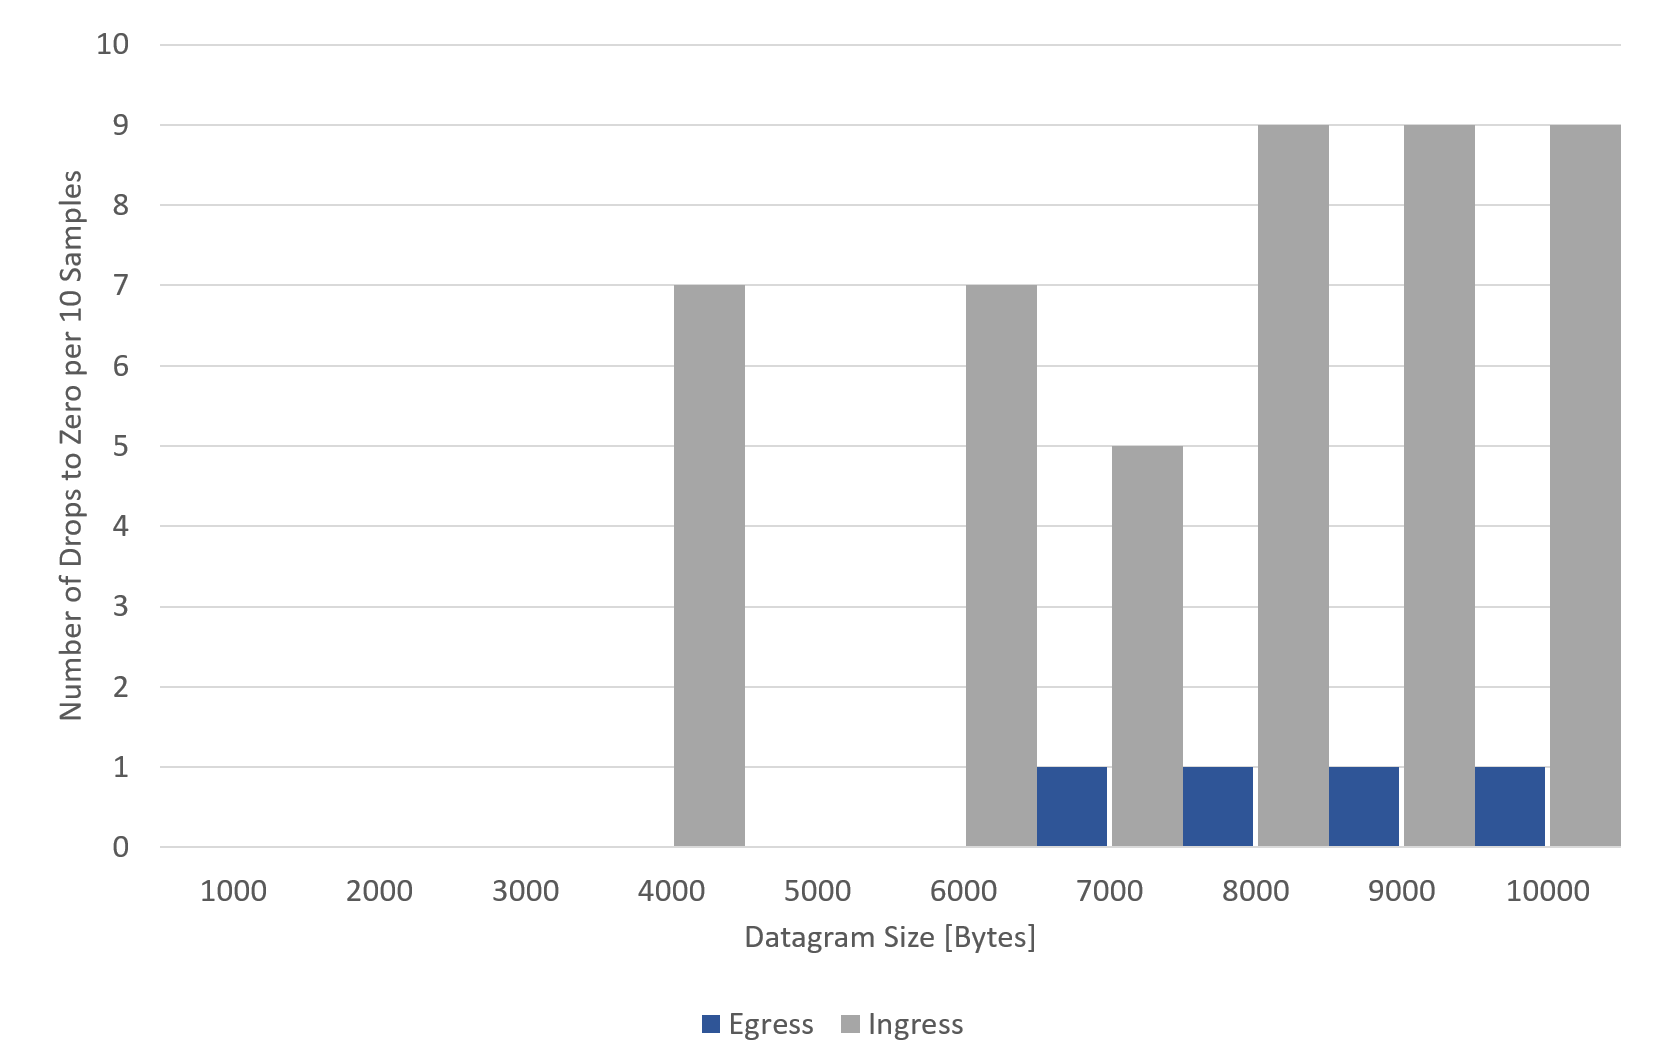 10
9
8
7
6
5
4
3
2
1
0
Number of Drops to Zero per 10 Samples
1000 2000 3000 4000 5000 6000 7000 8000 9000 10000
Datagram Size [Bytes]
Egress Ingress